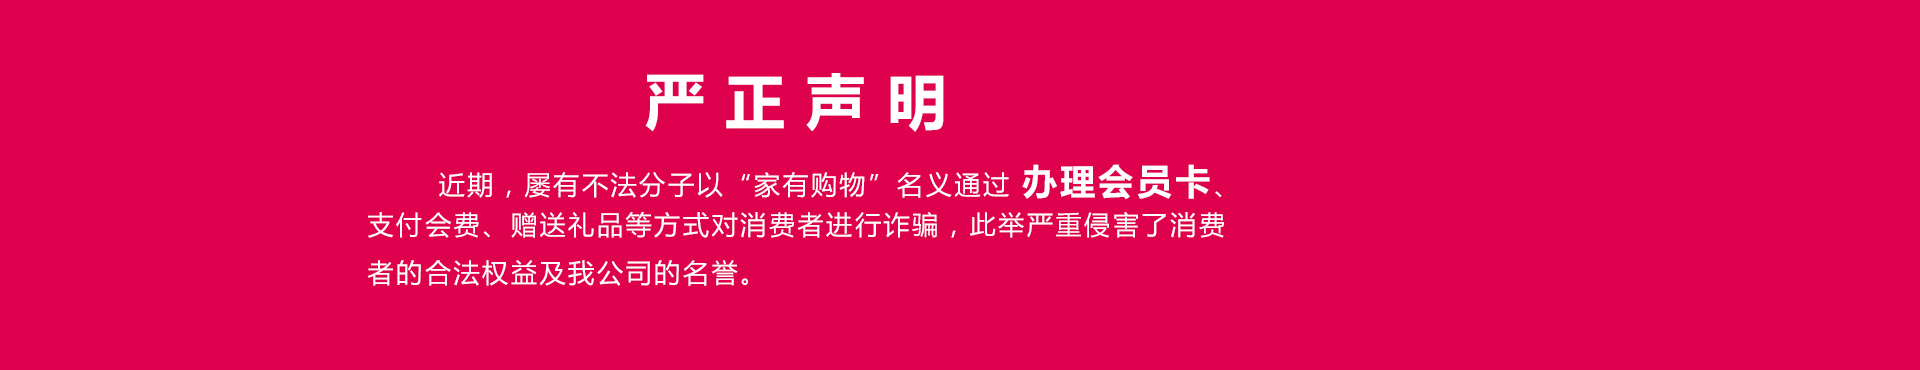 严正声明
近期，屡有不法分子以“家有购物”名义通过 办理会员卡、
支付会费、赠送礼品等方式对消费者进行诈骗，此举严重侵害了消费
者的合法权益及我公司的名誉。